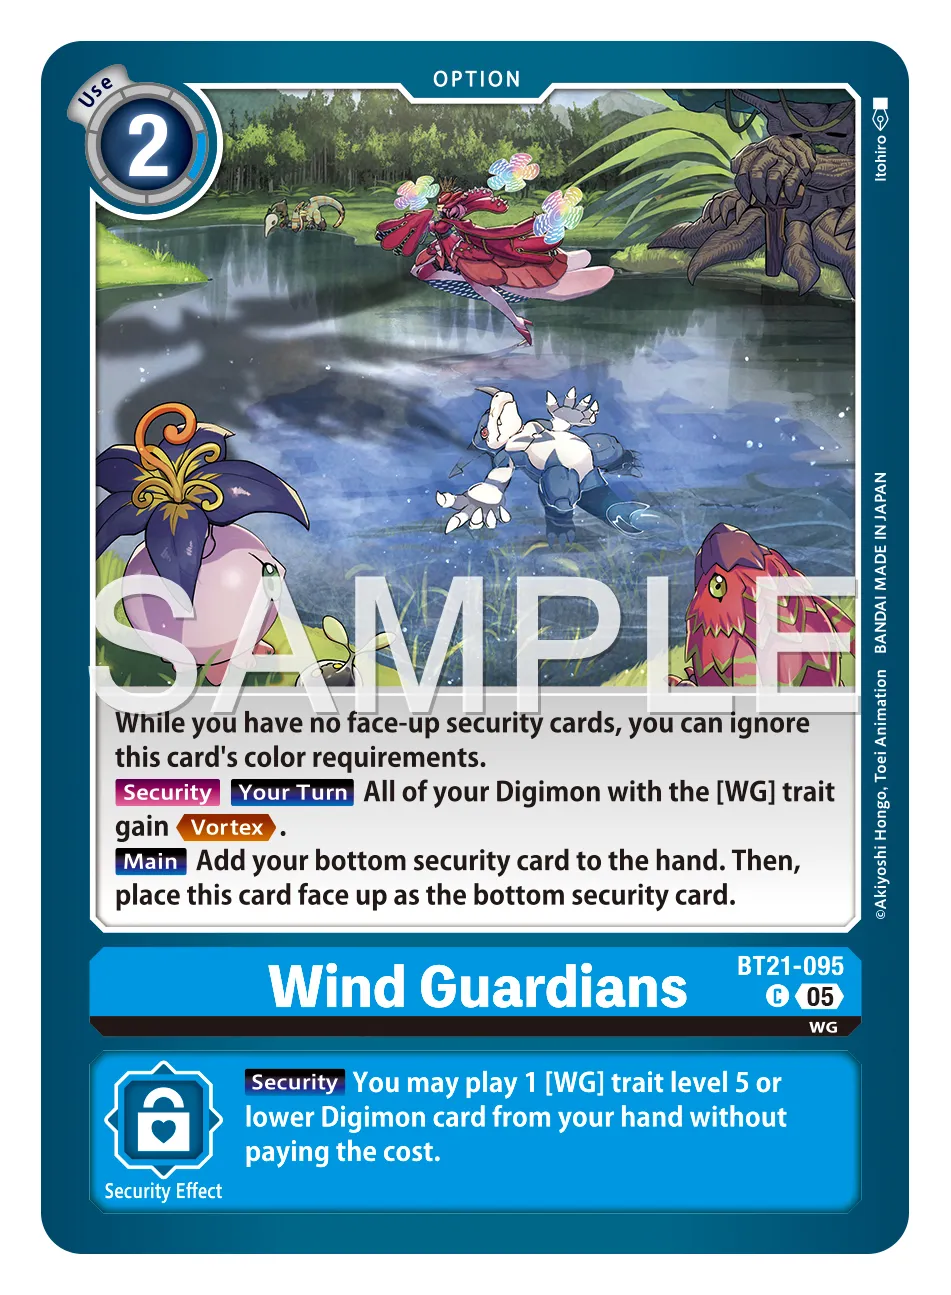 OPTION
Use
2
Itohiro
SAMPLE
While you have no face-up security cards, you can ignore
this card's color requirements.
Security Your Turn All of your Digimon with the [WG] trait
gain Vortex.
Main Add your bottom security card to the hand. Then,
place this card face up as the bottom security card.
©Akiyoshi Hongo, Toei Animation BANDAI MADE IN JAPAN
Wind Guardians
BT21-095
C 05
WG
Security You may play 1 [WG] trait level 5 or
lower Digimon card from your hand without
paying the cost.
Security Effect